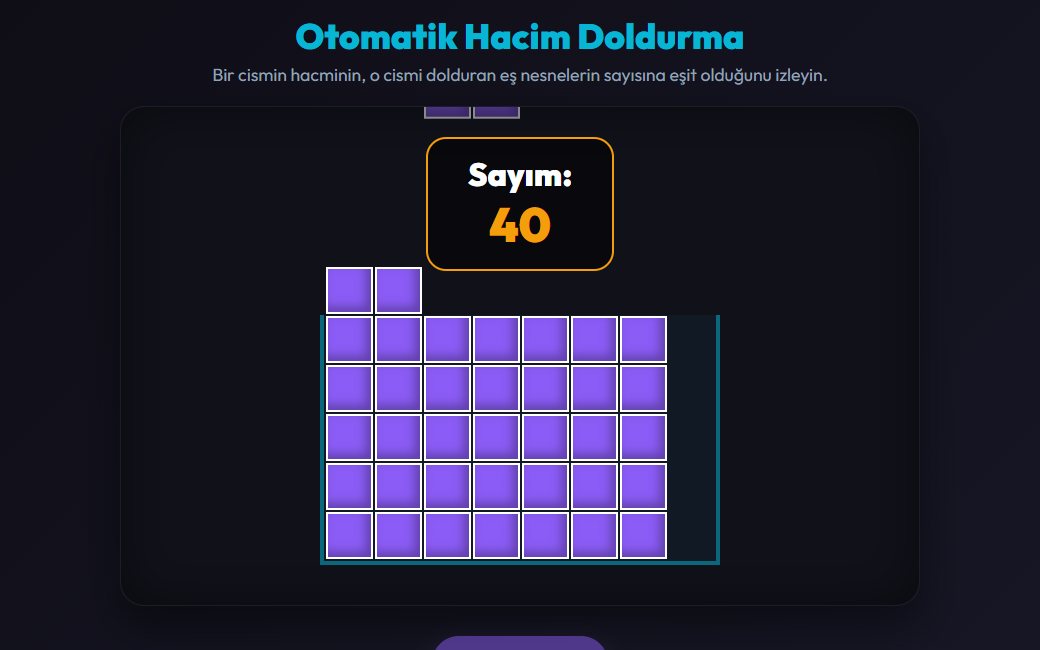 Otomatik Hacim Doldurma
Bir cismin hacminin, o cismi dolduran eş nesnelerin sayısına eşit olduğunu izleyin.
Sayım:
40